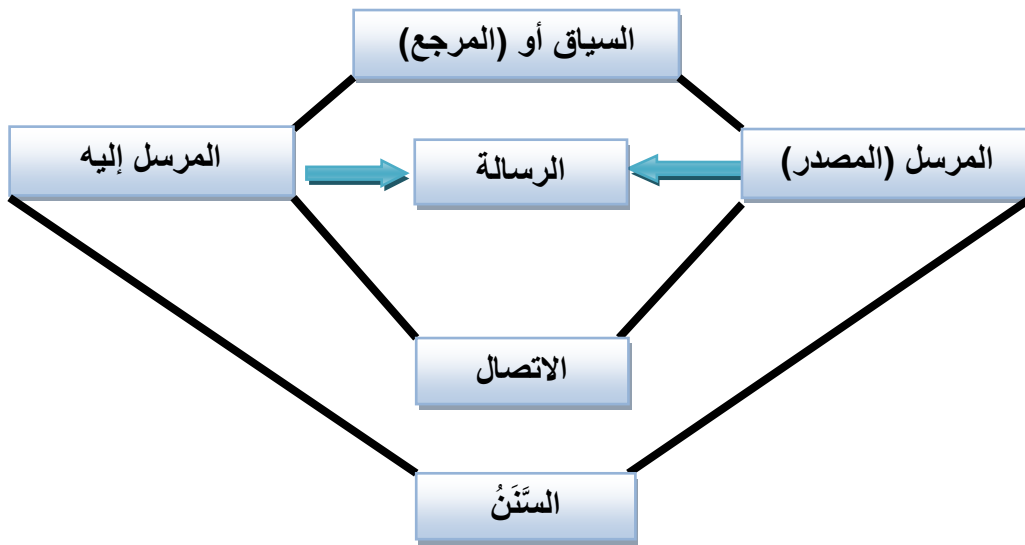 السياق أو (المرجع)
المرسل (المصدر)
الرسالة
المرسل إليه
الاتصال
السَّنَنُ